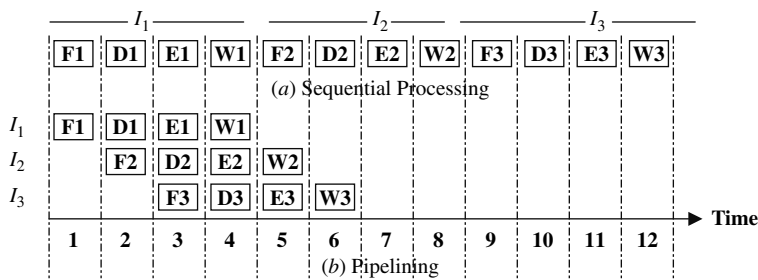 I1 I2 I3
F1 D1 E1 W1 F2 D2 E2 W2 F3 D3 E3 W3
(a) Sequential Processing
I1 F1 D1 E1 W1
I2 F2 D2 E2 W2
I3 F3 D3 E3 W3
Time
1 2 3 4 5 6 7 8 9 10 11 12
(b) Pipelining